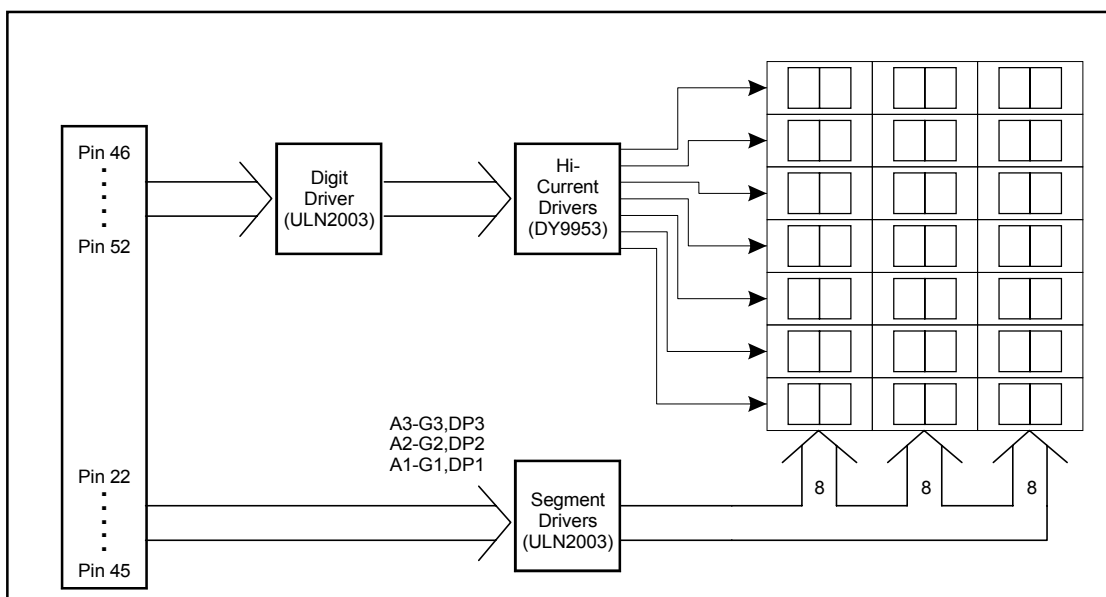 Pin 46
Pin 52
Digit
Driver
(ULN2003)
Hi-
Current
Drivers
(DY9953)
A3-G3,DP3
A2-G2,DP2
A1-G1,DP1
Pin 22
Pin 45
Segment
Drivers
(ULN2003)
8
8
8